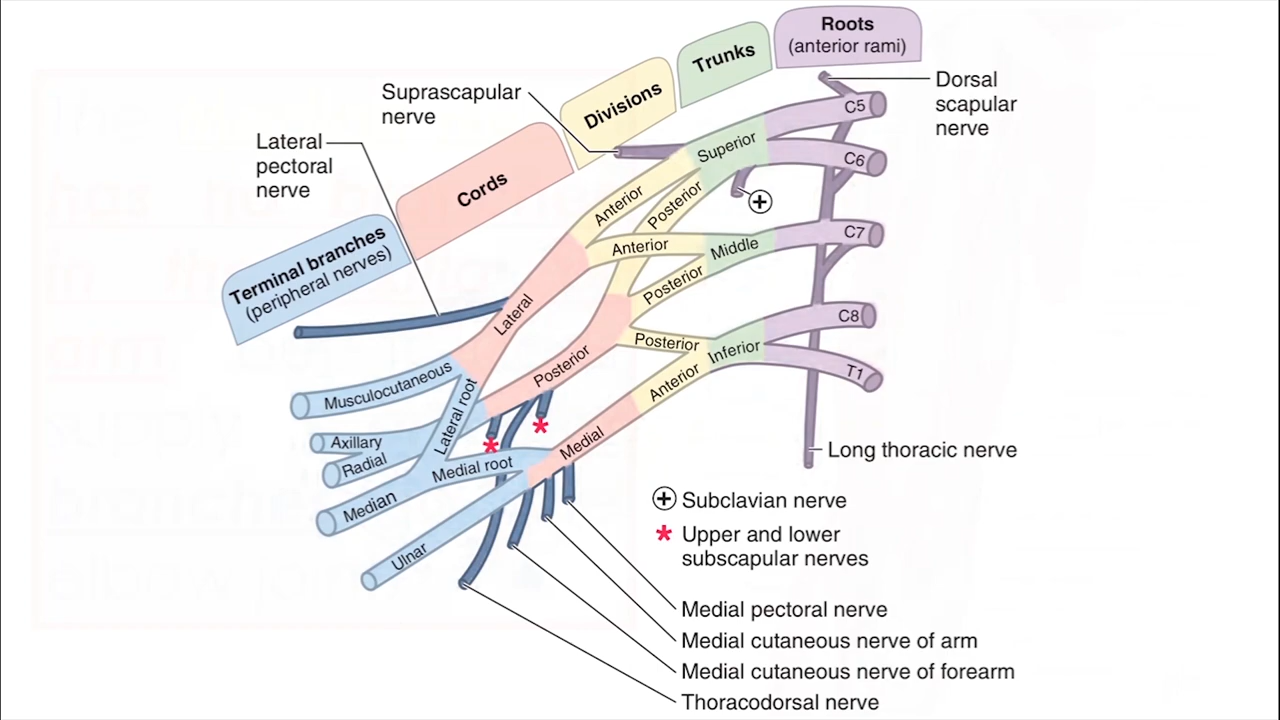 Roots
(anterior rami)
Trunks
Divisions
Cords
Terminal branches
(peripheral nerves)
Suprascapular
nerve
Lateral
pectoral
nerve
Dorsal
scapular
nerve
C5
C6
C7
C8
T1
Superior
Middle
Inferior
Anterior
Posterior
Anterior
Posterior
Posterior
Anterior
Lateral
Posterior
Medial
Musculocutaneous
Lateral root
Axillary
Radial
Medial root
Median
Ulnar
Long thoracic nerve
+
+ Subclavian nerve
* Upper and lower
subscapular nerves
*
*
Medial pectoral nerve
Medial cutaneous nerve of arm
Medial cutaneous nerve of forearm
Thoracodorsal nerve